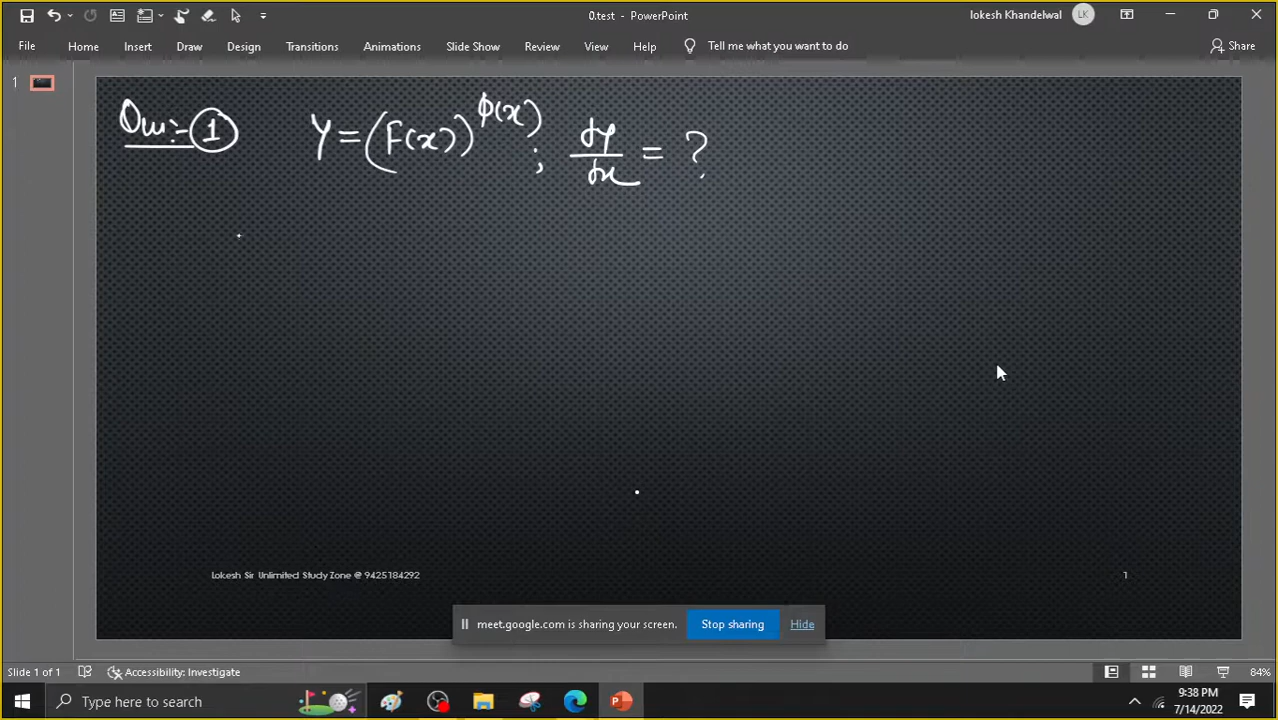 0.test - PowerPoint
lokesh Khandelwal LK
File Home Insert Draw Design Transitions Animations Slide Show Review View Help Tell me what you want to do Share
1
Que:- 1 y=(F(x))^ϕ(x) ; dy/dx = ?
Lokesh Sir Unlimited Study Zone @ 9425184292 1
meet.google.com is sharing your screen. Stop sharing Hide
Slide 1 of 1 Accessibility: Investigate 84%
Type here to search
9:38 PM
7/14/2022